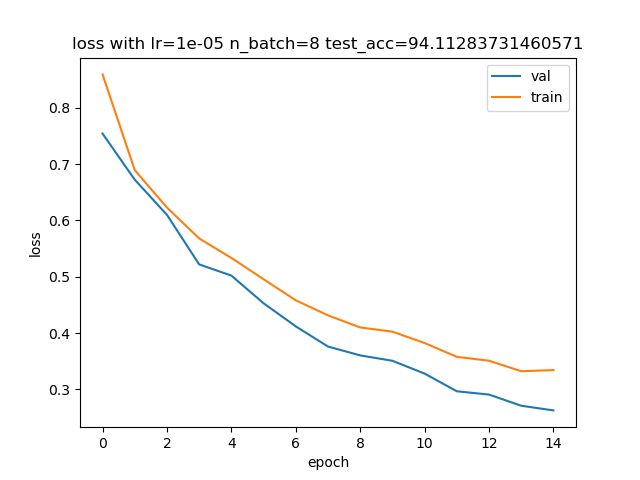 loss with lr=1e-05 n_batch=8 test_acc=94.11283731460571
val
train
loss
0.8
0.7
0.6
0.5
0.4
0.3
0 2 4 6 8 10 12 14
epoch